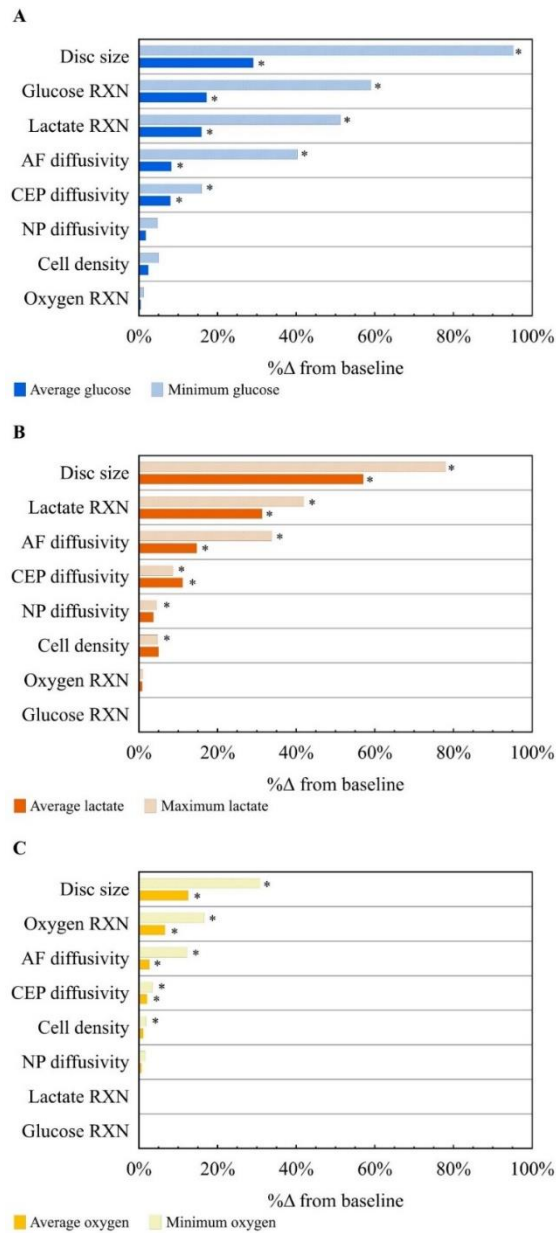 A
Disc size
*
*
Glucose RXN
*
*
Lactate RXN
*
*
AF diffusivity
*
*
CEP diffusivity
*
*
NP diffusivity
Cell density
Oxygen RXN
0% 20% 40% 60% 80% 100%
%Δ from baseline
Average glucose Minimum glucose
B
Disc size
*
*
Lactate RXN
*
*
AF diffusivity
*
*
CEP diffusivity
*
*
NP diffusivity
*
Cell density
*
Oxygen RXN
Glucose RXN
0% 20% 40% 60% 80% 100%
%Δ from baseline
Average lactate Maximum lactate
C
Disc size
*
*
Oxygen RXN
*
*
AF diffusivity
*
*
CEP diffusivity
*
*
Cell density
*
NP diffusivity
Lactate RXN
Glucose RXN
0% 20% 40% 60% 80% 100%
%Δ from baseline
Average oxygen Minimum oxygen